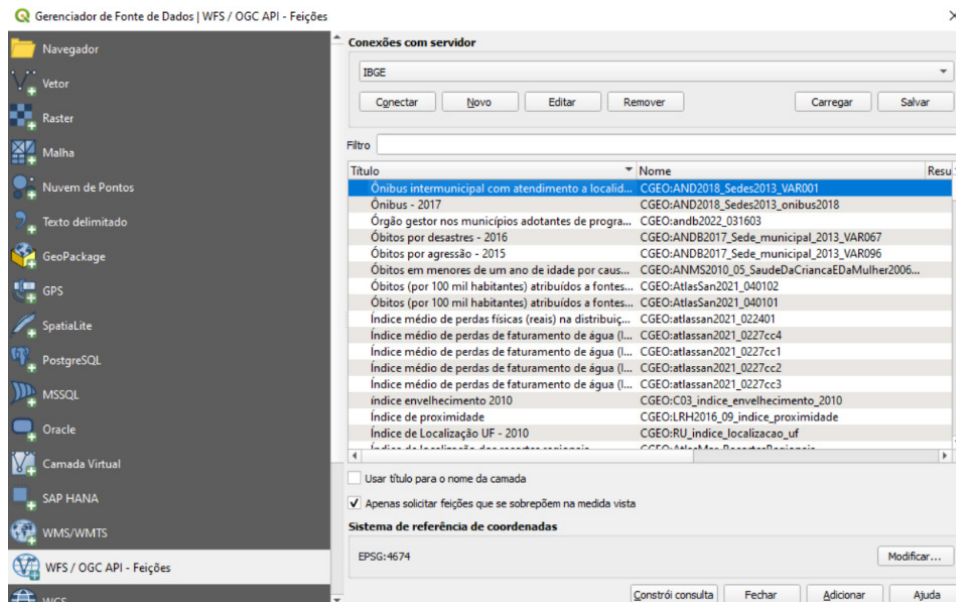 Gerenciador de Fonte de Dados | WFS / OGC API - Feições
Navegador
Vetor
Raster
Malha
Nuvem de Pontos
Texto delimitado
GeoPackage
GPS
SpatiaLite
PostgreSQL
MSSQL
Oracle
Camada Virtual
SAP HANA
WMS/WMTS
WFS / OGC API - Feições
WCS
Conexões com servidor
IBGE
Conectar Novo Editar Remover Carregar Salvar
Filtro
Título Nome Resu
Ônibus intermunicipal com atendimento a localid... CGEO:AND2018_Sedes2013_VAR001
Ônibus - 2017 CGEO:AND2018_Sedes2013_onibus2018
Órgão gestor nos municípios adotantes de progra... CGEO:andb2022_031603
Óbitos por desastres - 2016 CGEO:ANDB2017_Sede_municipal_2013_VAR067
Óbitos por agressão - 2015 CGEO:ANDB2017_Sede_municipal_2013_VAR096
Óbitos em menores de um ano de idade por caus... CGEO:ANMS2010_05_SaudeDaCriancaEDaMulher2006...
Óbitos (por 100 mil habitantes) atribuídos a fontes... CGEO:AtlasSan2021_040102
Óbitos (por 100 mil habitantes) atribuídos a fontes... CGEO:AtlasSan2021_040101
Índice médio de perdas físicas (reais) na distribuiç... CGEO:atlassan2021_022401
Índice médio de perdas de faturamento de água (l... CGEO:atlassan2021_0227cc4
Índice médio de perdas de faturamento de água (l... CGEO:atlassan2021_0227cc1
Índice médio de perdas de faturamento de água (l... CGEO:atlassan2021_0227cc2
Índice médio de perdas de faturamento de água (l... CGEO:atlassan2021_0227cc3
índice envelhecimento 2010 CGEO:C03_indice_envelhecimento_2010
Índice de proximidade CGEO:LRH2016_09_indice_proximidade
Índice de Localização UF - 2010 CGEO:RU_indice_localizacao_uf
Usar título para o nome da camada
Apenas solicitar feições que se sobrepõem na medida vista
Sistema de referência de coordenadas
EPSG:4674 Modificar...
Constrói consulta Fechar Adicionar Ajuda